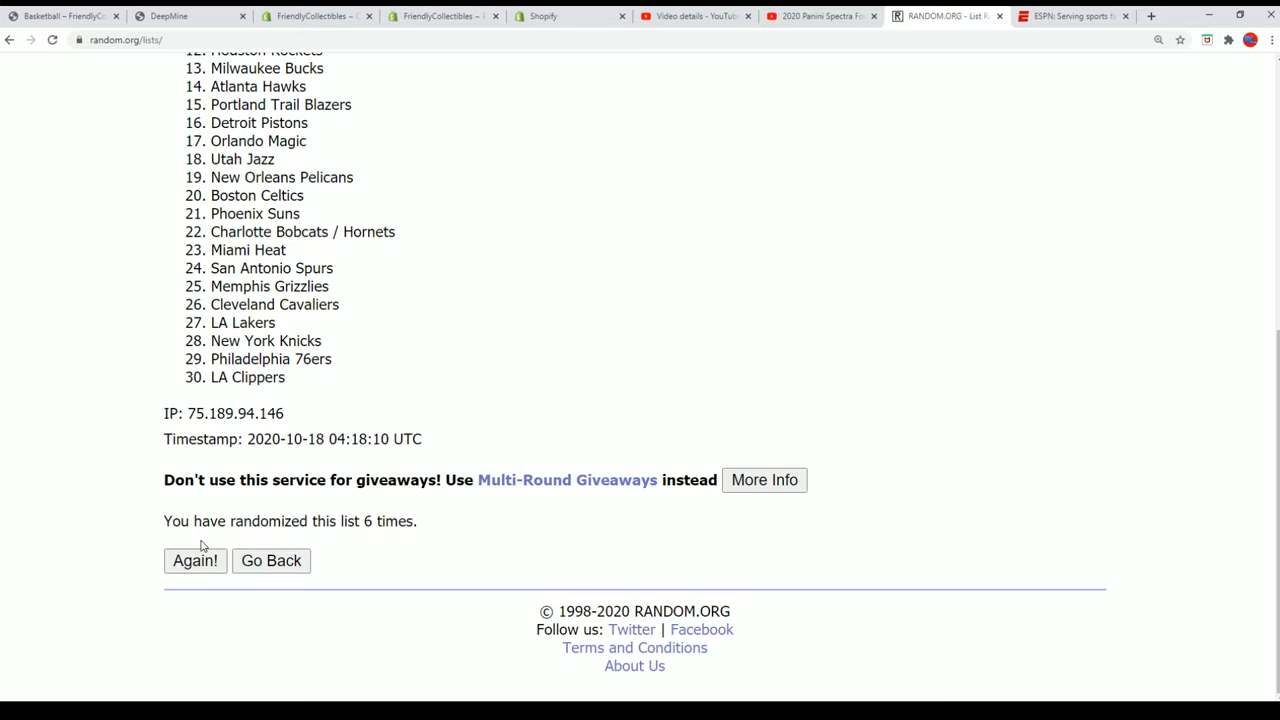 Basketball – FriendlyCo
DeepMine
FriendlyCollectibles – C
FriendlyCollectibles – F
Shopify
Video details - YouTub
2020 Panini Spectra Fo
RANDOM.ORG - List R
ESPN: Serving sports f
random.org/lists/
12. Houston Rockets
13. Milwaukee Bucks
14. Atlanta Hawks
15. Portland Trail Blazers
16. Detroit Pistons
17. Orlando Magic
18. Utah Jazz
19. New Orleans Pelicans
20. Boston Celtics
21. Phoenix Suns
22. Charlotte Bobcats / Hornets
23. Miami Heat
24. San Antonio Spurs
25. Memphis Grizzlies
26. Cleveland Cavaliers
27. LA Lakers
28. New York Knicks
29. Philadelphia 76ers
30. LA Clippers
IP: 75.189.94.146
Timestamp: 2020-10-18 04:18:10 UTC
Don't use this service for giveaways! Use Multi-Round Giveaways instead More Info
You have randomized this list 6 times.
Again! Go Back
© 1998-2020 RANDOM.ORG
Follow us: Twitter | Facebook
Terms and Conditions
About Us